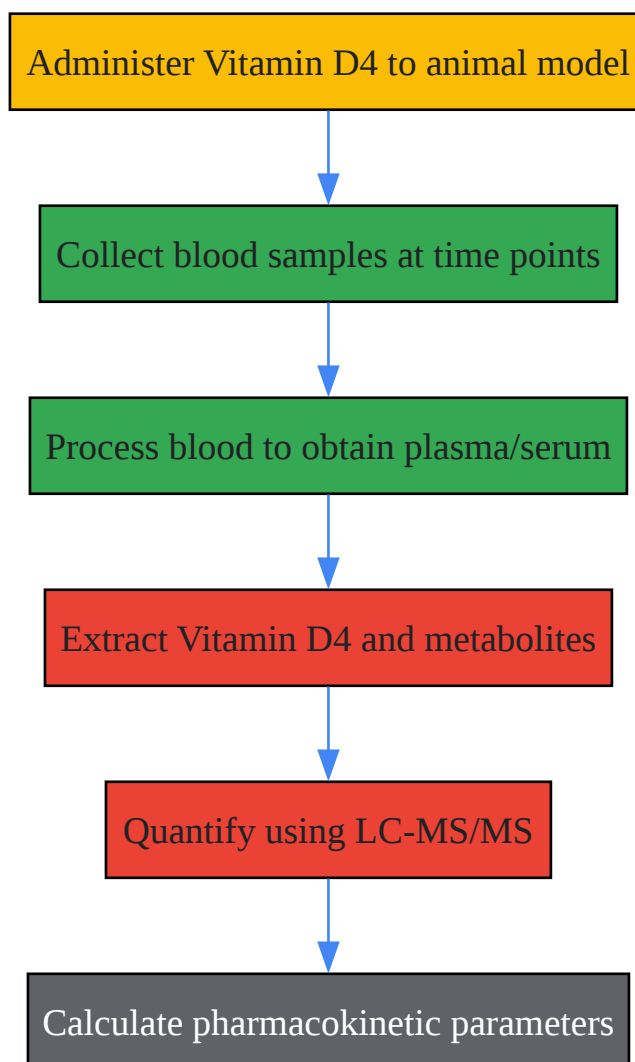 Administer Vitamin D4 to animal model
Collect blood samples at time points
Process blood to obtain plasma/serum
Extract Vitamin D4 and metabolites
Quantify using LC-MS/MS
Calculate pharmacokinetic parameters